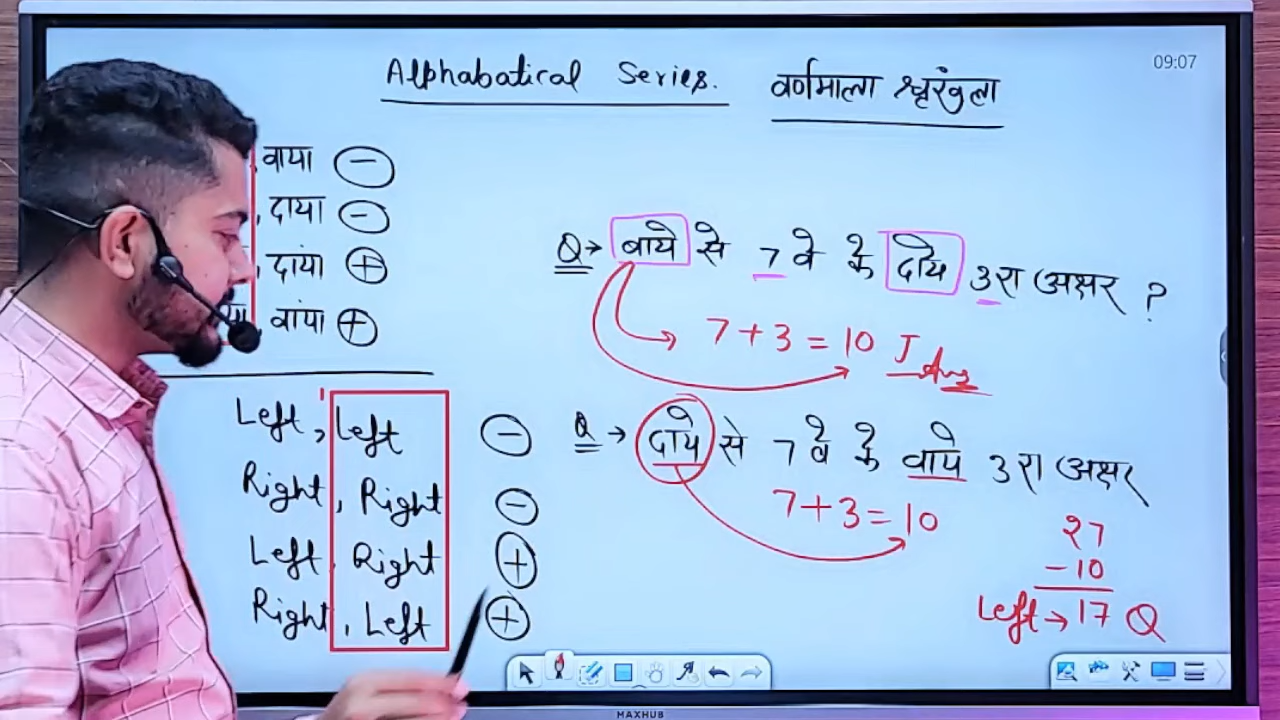 Alphabatical Series. वर्णमाला श्वृरंखुला
09:07
, वाया −
, दाया −
, दायां +
या, वांया +
Q→ बाये से 7 वे के दाये 3रा अक्षर ?
7+3=10 J Ans
Left, Left −
Right, Right −
Left, Right +
Right, Left +
Q→ दाये से 7 वे के वाये 3रा अक्षर
7+3=10
27
−10
Left → 17 Q
MAXHUB